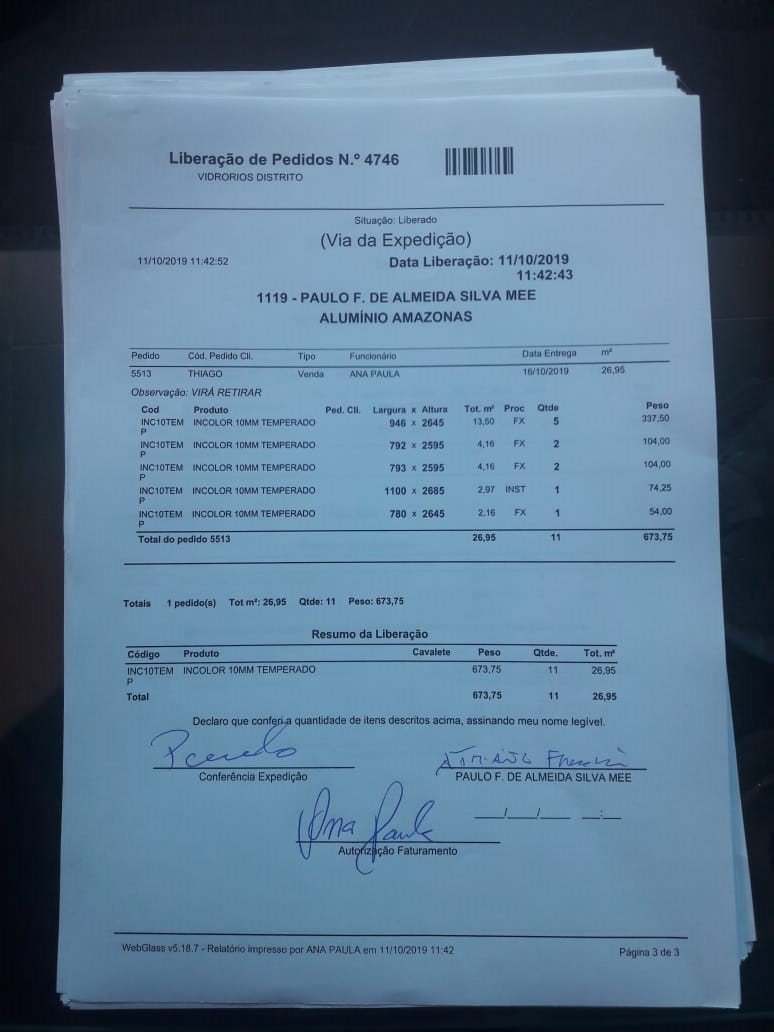 Liberação de Pedidos N.º 4746
VIDRORIOS DISTRITO
Situação: Liberado
(Via da Expedição)
11/10/2019 11:42:52 Data Liberação: 11/10/2019
11:42:43
1119 - PAULO F. DE ALMEIDA SILVA MEE
ALUMÍNIO AMAZONAS
Pedido Cód. Pedido Cli. Tipo Funcionário Data Entrega m²
5513 THIAGO Venda ANA PAULA 16/10/2019 26,95
Observação: VIRÁ RETIRAR
Cod Produto Ped. Cli. Largura x Altura Tot. m² Proc Qtde Peso
INC10TEM INCOLOR 10MM TEMPERADO 946 x 2645 13,50 FX 5 337,50
P
INC10TEM INCOLOR 10MM TEMPERADO 792 x 2595 4,16 FX 2 104,00
P
INC10TEM INCOLOR 10MM TEMPERADO 793 x 2595 4,16 FX 2 104,00
P
INC10TEM INCOLOR 10MM TEMPERADO 1100 x 2685 2,97 INST 1 74,25
P
INC10TEM INCOLOR 10MM TEMPERADO 780 x 2645 2,16 FX 1 54,00
P
Total do pedido 5513 26,95 11 673,75
Totais 1 pedido(s) Tot m²: 26,95 Qtde: 11 Peso: 673,75
Resumo da Liberação
Código Produto Cavalete Peso Qtde. Tot. m²
INC10TEM INCOLOR 10MM TEMPERADO 673,75 11 26,95
P
Total 673,75 11 26,95
Declaro que conferi a quantidade de itens descritos acima, assinando meu nome legível.
Conferência Expedição PAULO F. DE ALMEIDA SILVA MEE
Ana Paula
__/__/__ __:__
Autorização Faturamento
WebGlass v5.18.7 - Relatório impresso por ANA PAULA em 11/10/2019 11:42 Página 3 de 3